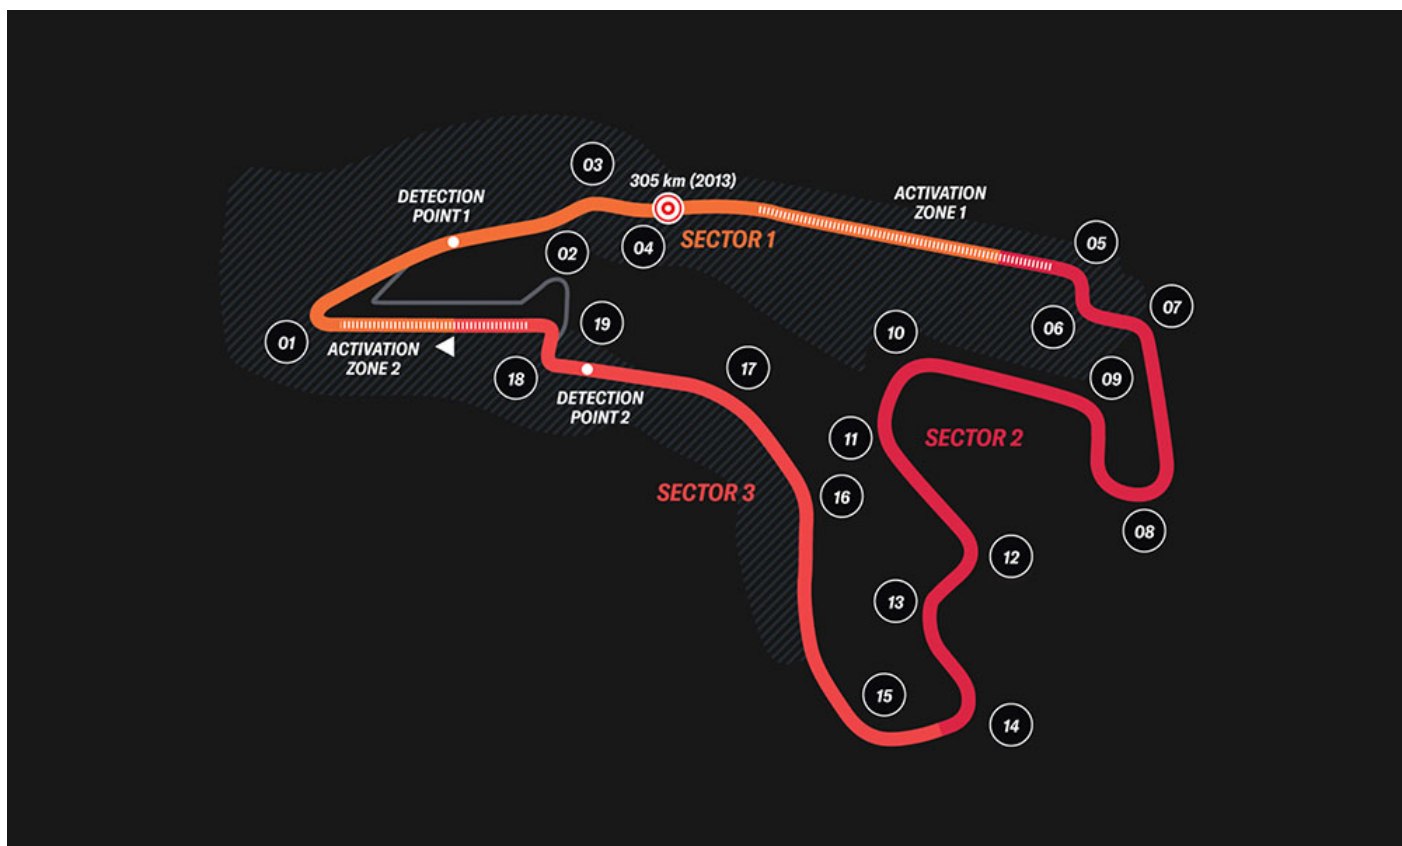 03
305 km (2013)
DETECTION
POINT 1
ACTIVATION
ZONE 1
02
04
SECTOR 1
05
07
01
ACTIVATION
ZONE 2
19
18
DETECTION
POINT 2
17
10
06
09
11
SECTOR 2
SECTOR 3
16
08
12
13
15
14